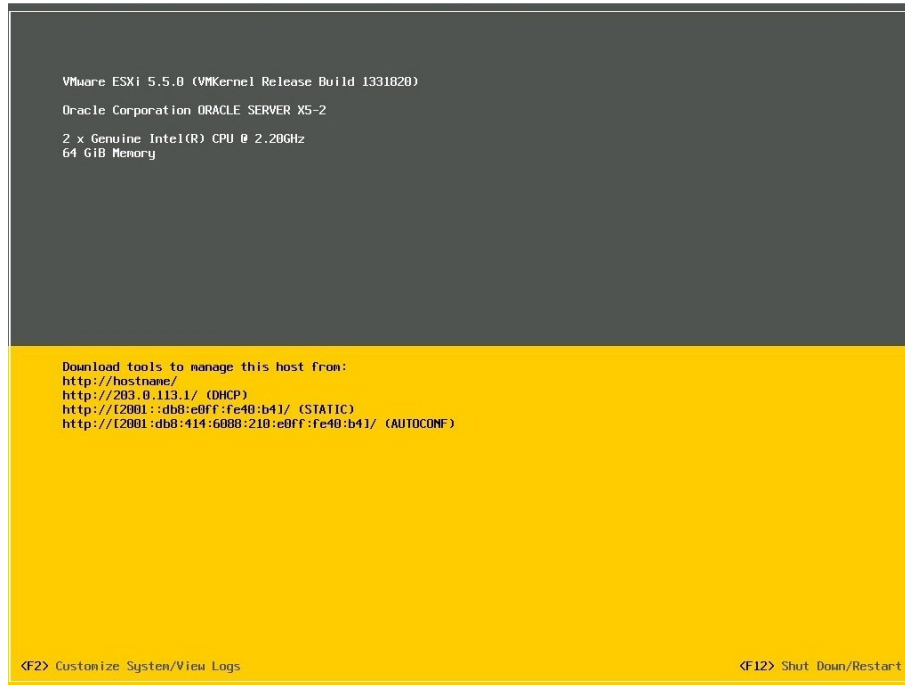 VMware ESXi 5.5.0 (VMKernel Release Build 1331820)
Oracle Corporation ORACLE SERVER X5-2
2 x Genuine Intel(R) CPU @ 2.20GHz
64 GiB Memory
Download tools to manage this host from:
http://hostname/
http://203.0.113.1/ (DHCP)
http://[2001::db8:e0ff:fe40:b4]/ (STATIC)
http://[2001:db8:414:6088:210:e0ff:fe40:b4]/ (AUTOCONF)
<F2> Customize System/View Logs
<F12> Shut Down/Restart